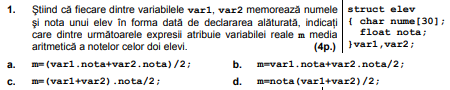 1. Știind că fiecare dintre variabilele var1, var2 memorează numele
și nota unui elev în forma dată de declararea alăturată, indicați
care dintre următoarele expresii atribuie variabilei reale m media
aritmetică a notelor celor doi elevi. (4p.)
struct elev
{ char nume[30];
float nota;
}var1,var2;
a. m=(var1.nota+var2.nota)/2; b. m=var1.nota+var2.nota/2;
c. m=(var1+var2).nota/2; d. m=nota(var1+var2)/2;